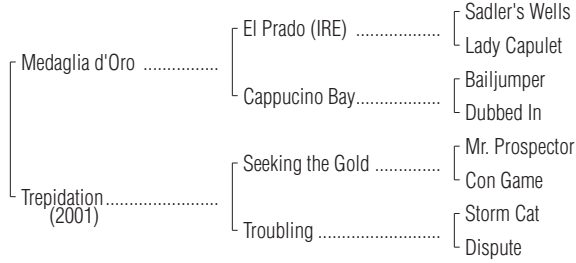 Sadler's Wells
El Prado (IRE) ..................
Lady Capulet
Medaglia d'Oro ................
Bailjumper
Cappucino Bay..................
Dubbed In
Mr. Prospector
Seeking the Gold ..............
Con Game
Trepidation........................
(2001)
Storm Cat
Troubling ..........................
Dispute